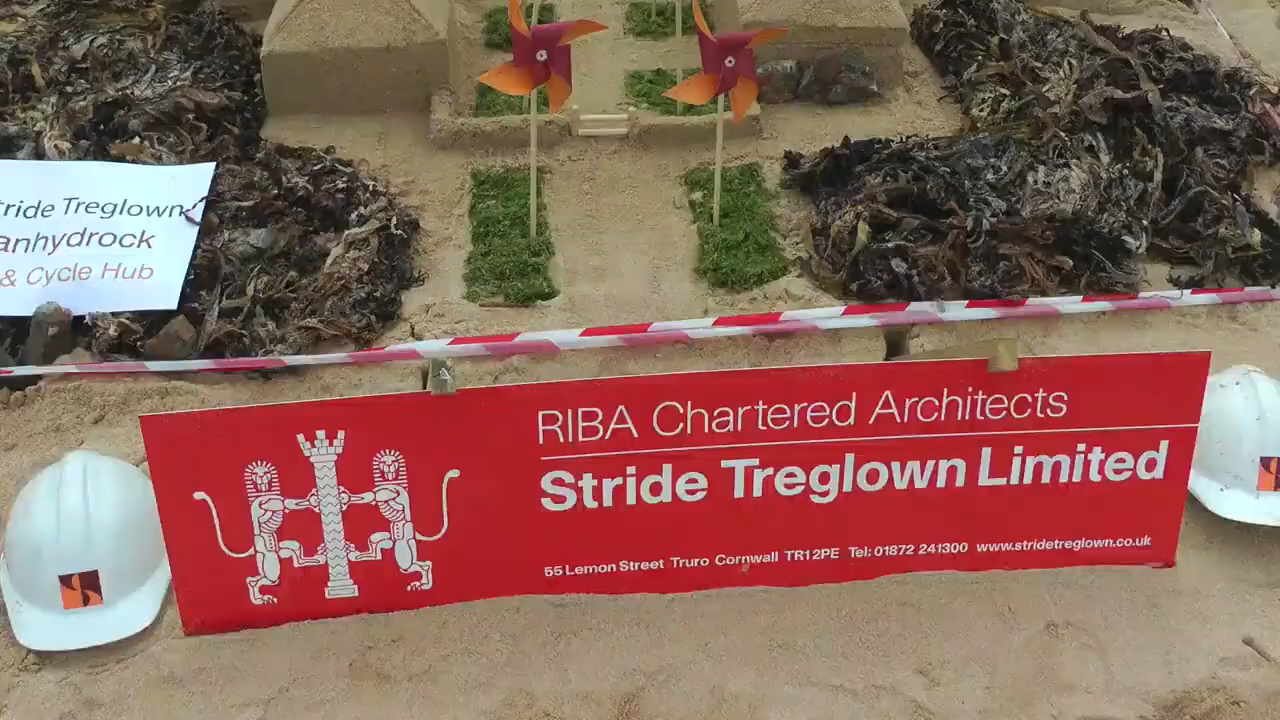 tride Treglown
anhydrock
& Cycle Hub
RIBA Chartered Architects
Stride Treglown Limited
55 Lemon Street Truro Cornwall TR12PE Tel: 01872 241300 www.stridetreglown.co.uk